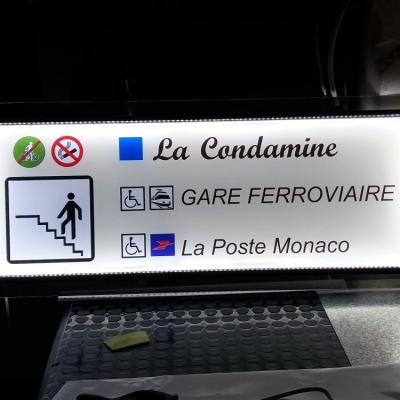 La Condamine
GARE FERROVIAIRE
La Poste Monaco